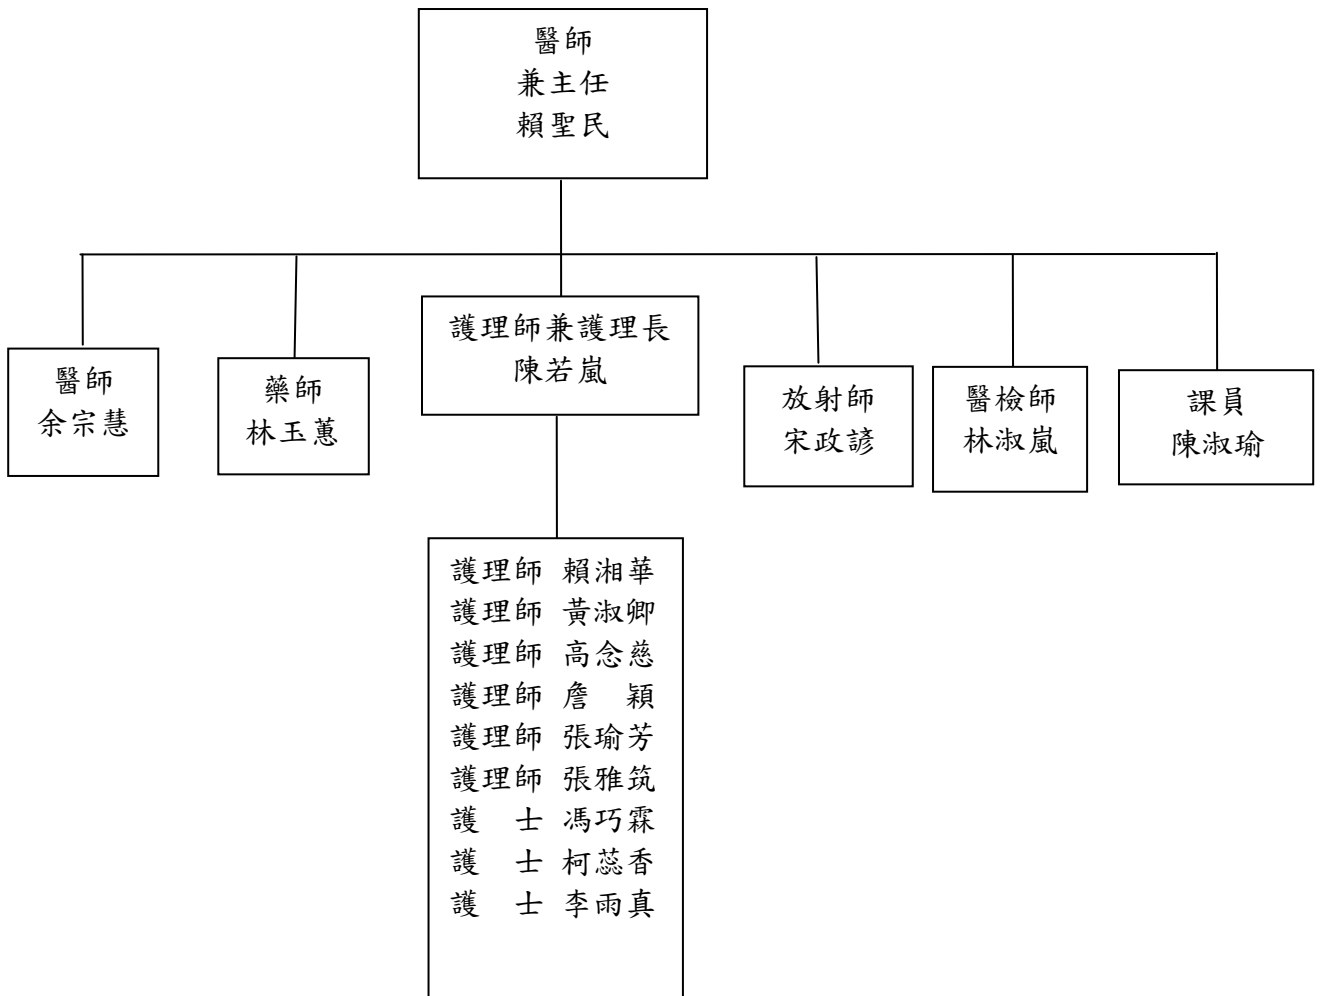 醫師
兼主任
賴聖民
醫師
余宗慧
藥師
林玉蕙
護理師兼護理長
陳若嵐
放射師
宋政諺
醫檢師
林淑嵐
課員
陳淑瑜
護理師 賴湘華
護理師 黃淑卿
護理師 高念慈
護理師 詹　穎
護理師 張瑜芳
護理師 張雅筑
護　士 馮巧霖
護　士 柯蕊香
護　士 李雨真